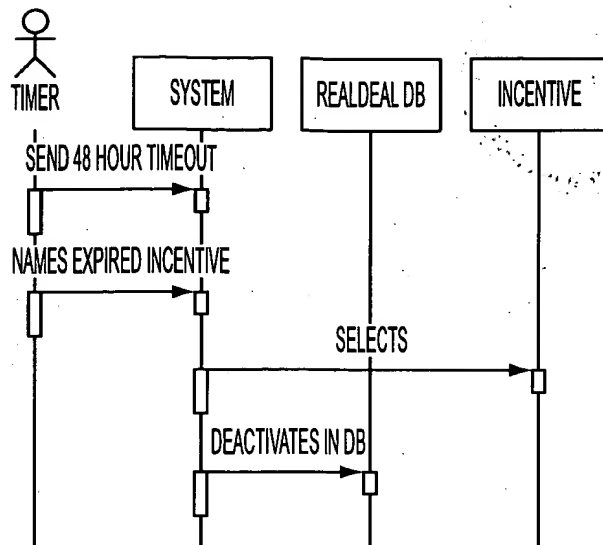 TIMER
SYSTEM
REALDEAL DB
INCENTIVE
SEND 48 HOUR TIMEOUT
NAMES EXPIRED INCENTIVE
SELECTS
DEACTIVATES IN DB